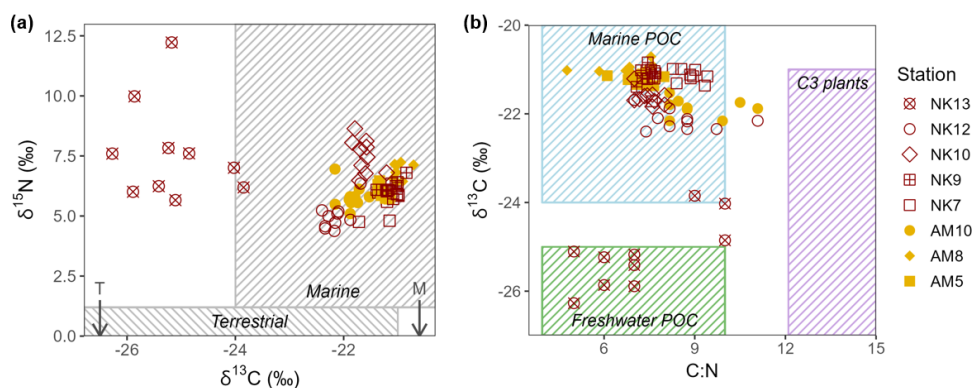 (a)
12.5
10.0
7.5
5.0
2.5
0.0
δ¹⁵N (‰)
T
M
Marine
Terrestrial
-26
-24
-22
δ¹³C (‰)
(b)
-20
-22
-24
-26
δ¹³C (‰)
Marine POC
C3 plants
Freshwater POC
6
9
12
15
C:N
Station
NK13
NK12
NK10
NK9
NK7
AM10
AM8
AM5